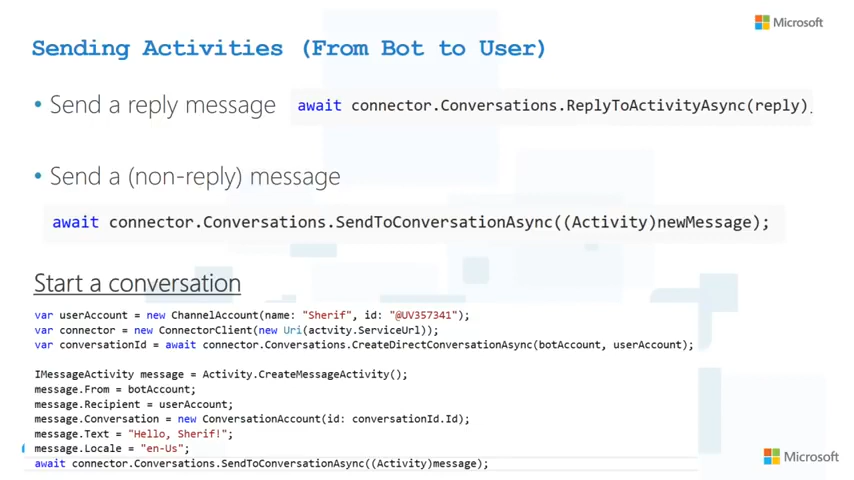 Microsoft
Sending Activities (From Bot to User)
• Send a reply message await connector.Conversations.ReplyToActivityAsync(reply)
• Send a (non-reply) message
await connector.Conversations.SendToConversationAsync((Activity)newMessage);
Start a conversation
var userAccount = new ChannelAccount(name: "Sherif", id: "@UV357341");
var connector = new ConnectorClient(new Uri(actvity.ServiceUrl));
var conversationId = await connector.Conversations.CreateDirectConversationAsync(botAccount, userAccount);
IMessageActivity message = Activity.CreateMessageActivity();
message.From = botAccount;
message.Recipient = userAccount;
message.Conversation = new ConversationAccount(id: conversationId.Id);
message.Text = "Hello, Sherif!";
message.Locale = "en-Us";
await connector.Conversations.SendToConversationAsync((Activity)message);
Microsoft